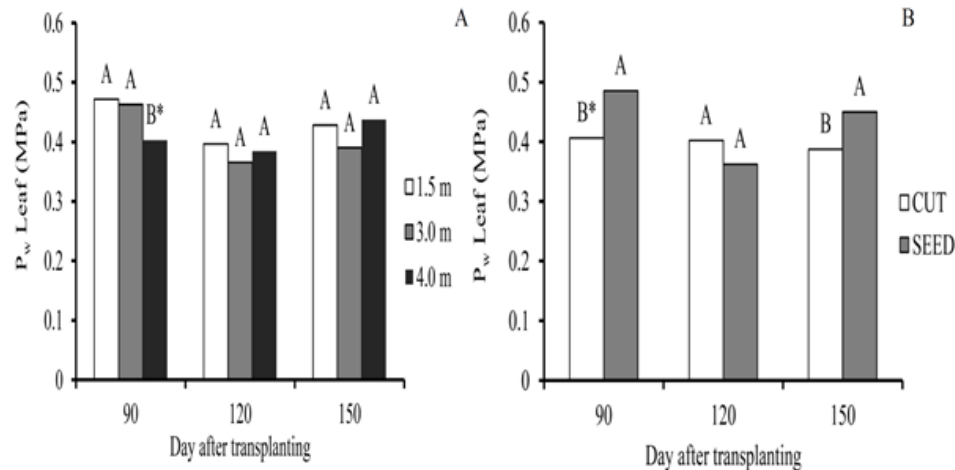 A
P_w Leaf (MPa)
0.6
0.5
0.4
0.3
0.2
0.1
0
A A B*
A A A
A A A
1.5 m
3.0 m
4.0 m
90 120 150
Day after transplanting
B
P_w Leaf (MPa)
0.6
0.5
0.4
0.3
0.2
0.1
0
B* A
A A
B A
CUT
SEED
90 120 150
Day after transplanting